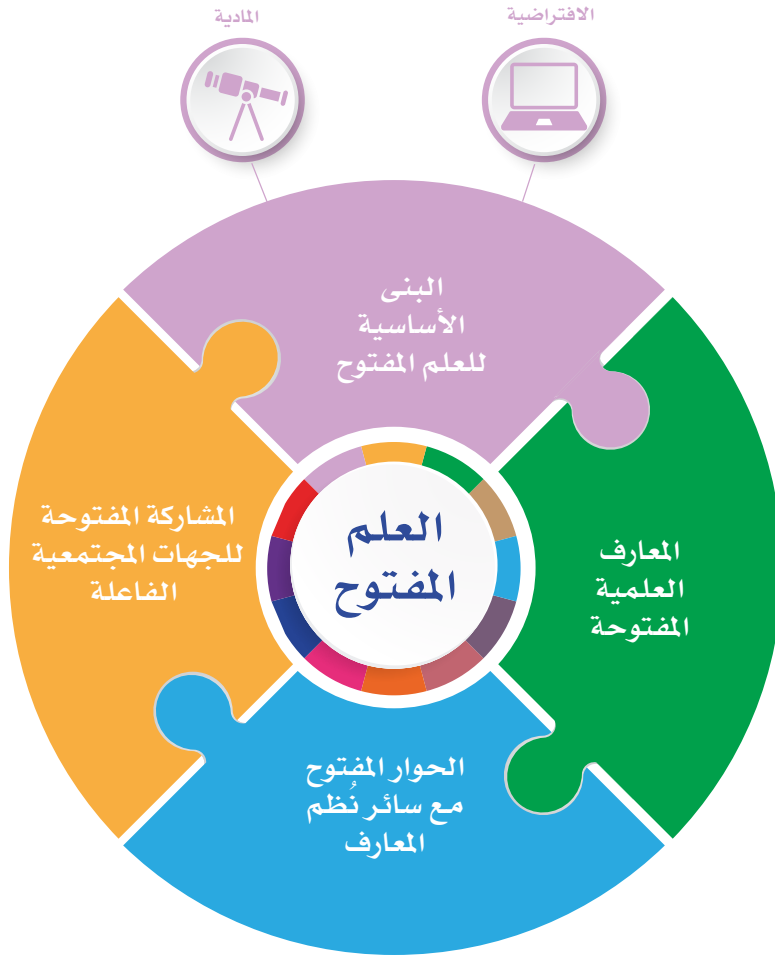 الافتراضية
المادية
البنى
الأساسية
للعلم المفتوح
المعارف
العلمية
المفتوحة
العلم
المفتوح
المشاركة المفتوحة
للجهات المجتمعية
الفاعلة
الحوار المفتوح
مع سائر نُظم
المعارف